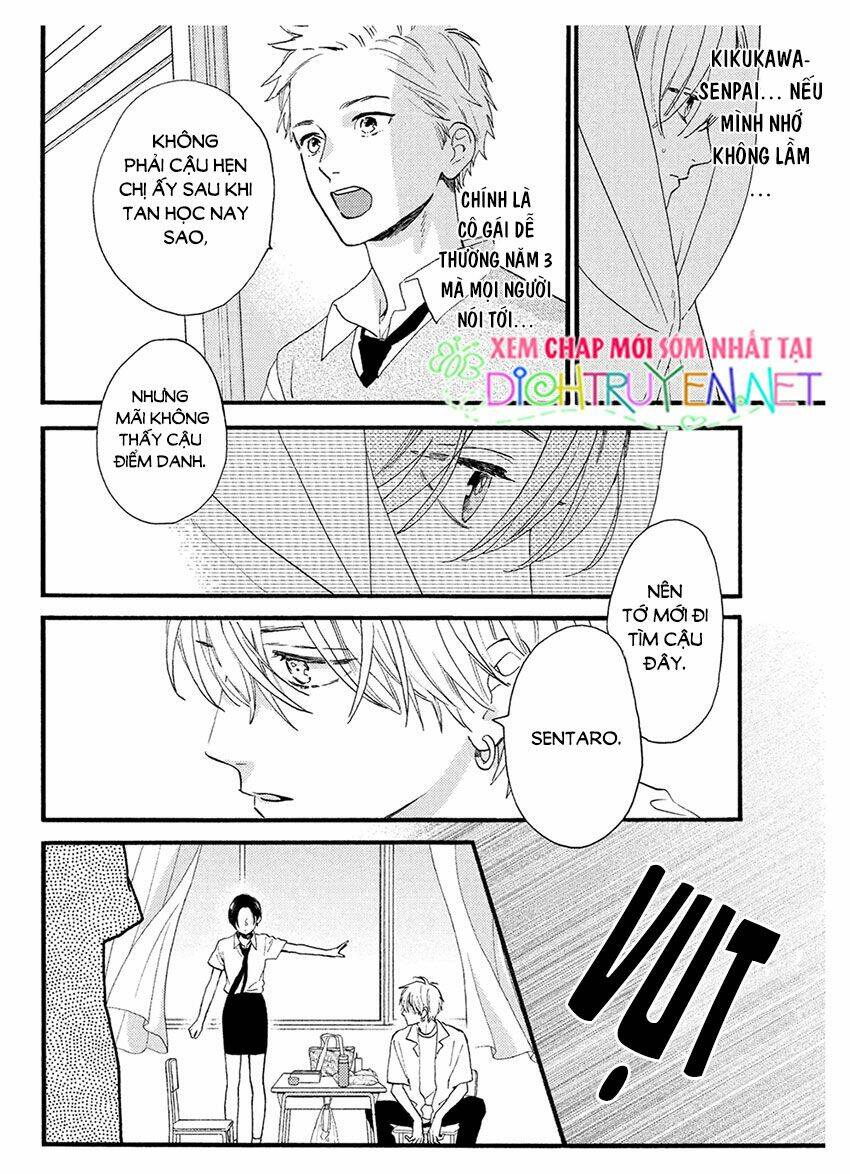 KIKUKAWA-
SENPAI... NẾU
MÌNH NHỚ
KHÔNG LẦM
...
CHÍNH LÀ
CÔ GÁI DỄ
THƯƠNG NĂM 3
MÀ MỌI NGƯỜI
NÓI TỚI...
KHÔNG
PHẢI CẬU HẸN
CHỊ ẤY SAU KHI
TAN HỌC NAY
SAO,
XEM CHAP MỚI SỚM NHẤT TẠI
DICHTRUYEN.NET
NHƯNG
MÃI KHÔNG
THẤY CẬU
ĐIỂM DANH.
NÊN
TỚ MỚI ĐI
TÌM CẬU
ĐÂY.
SENTARO.
VỤT